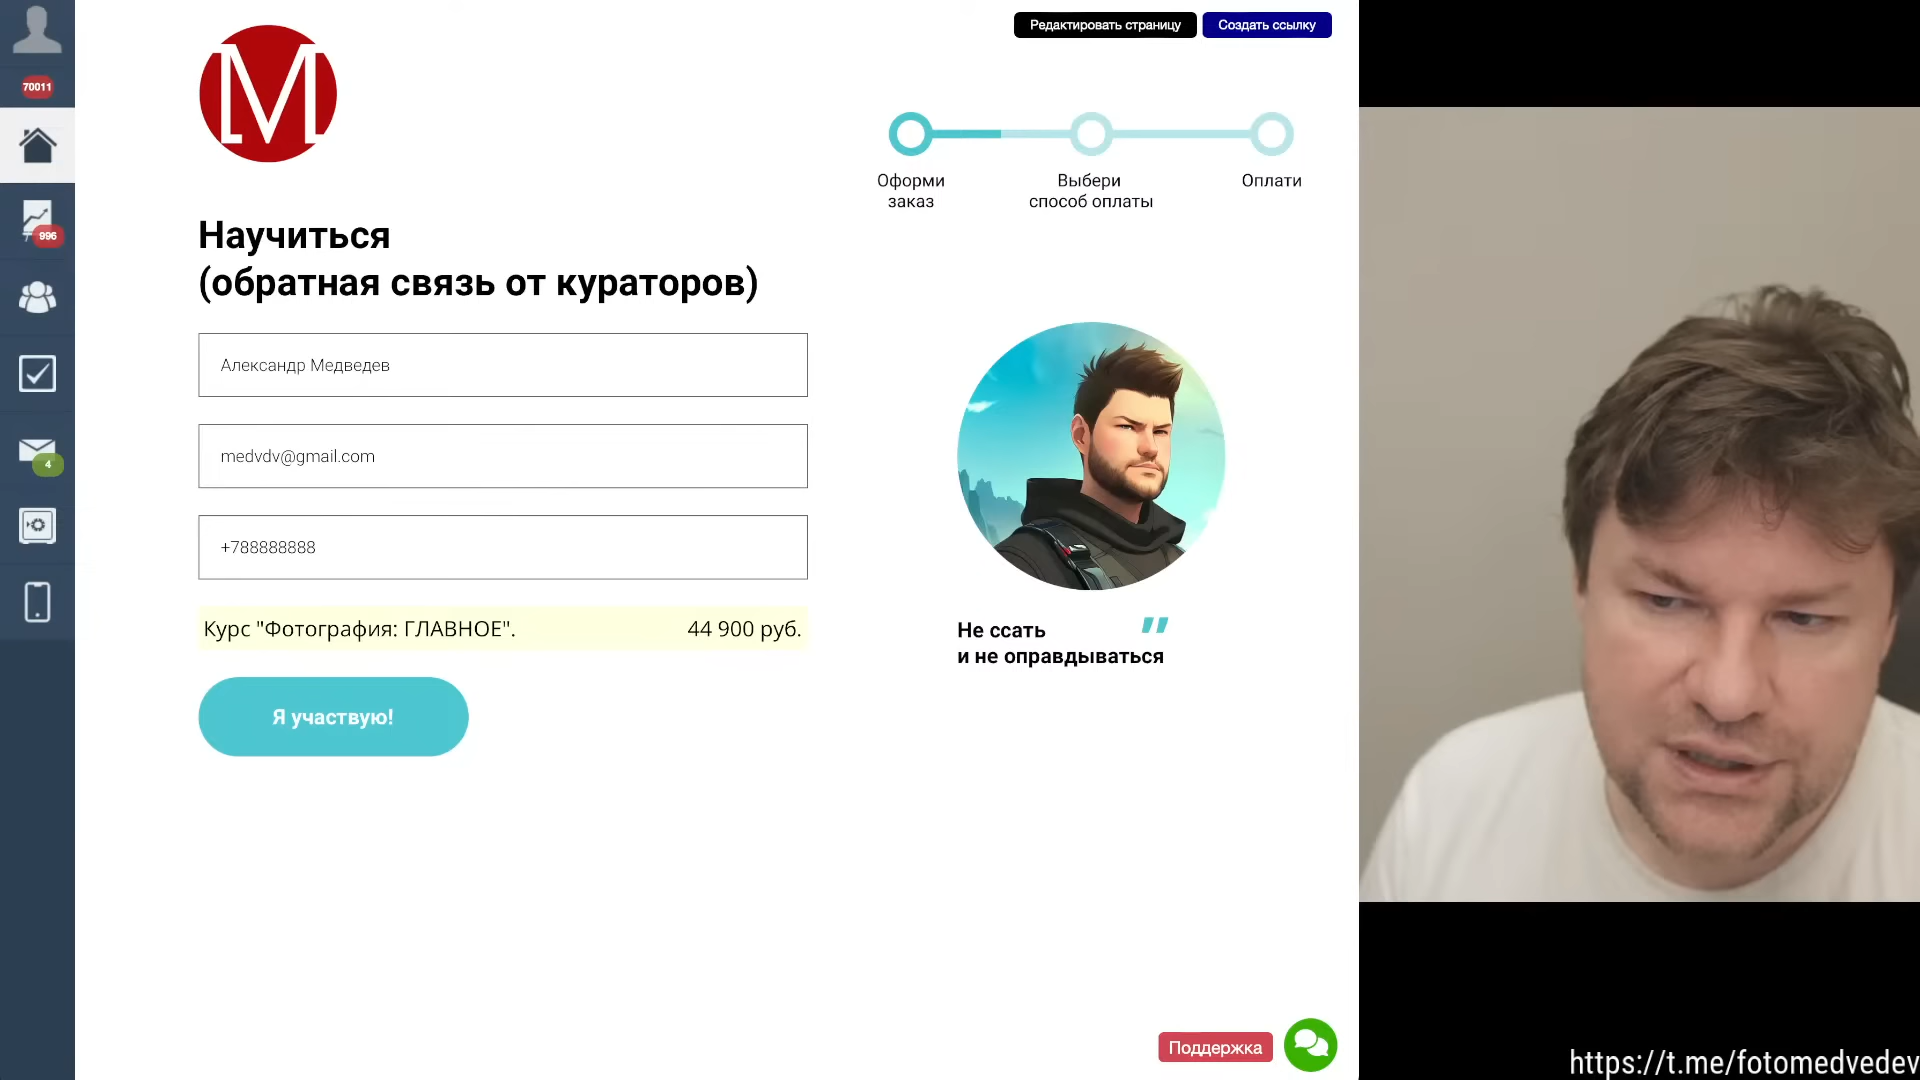 Редактировать страницу
Создать ссылку
M
70011
996
4
Оформи
заказ
Выбери
способ оплаты
Оплати
Научиться
(обратная связь от кураторов)
Александр Медведев
medvdv@gmail.com
+788888888
Курс "Фотография: ГЛАВНОЕ".
44 900 руб.
Я участвую!
Не ссать
и не оправдываться
Поддержка
https://t.me/fotomedvedev